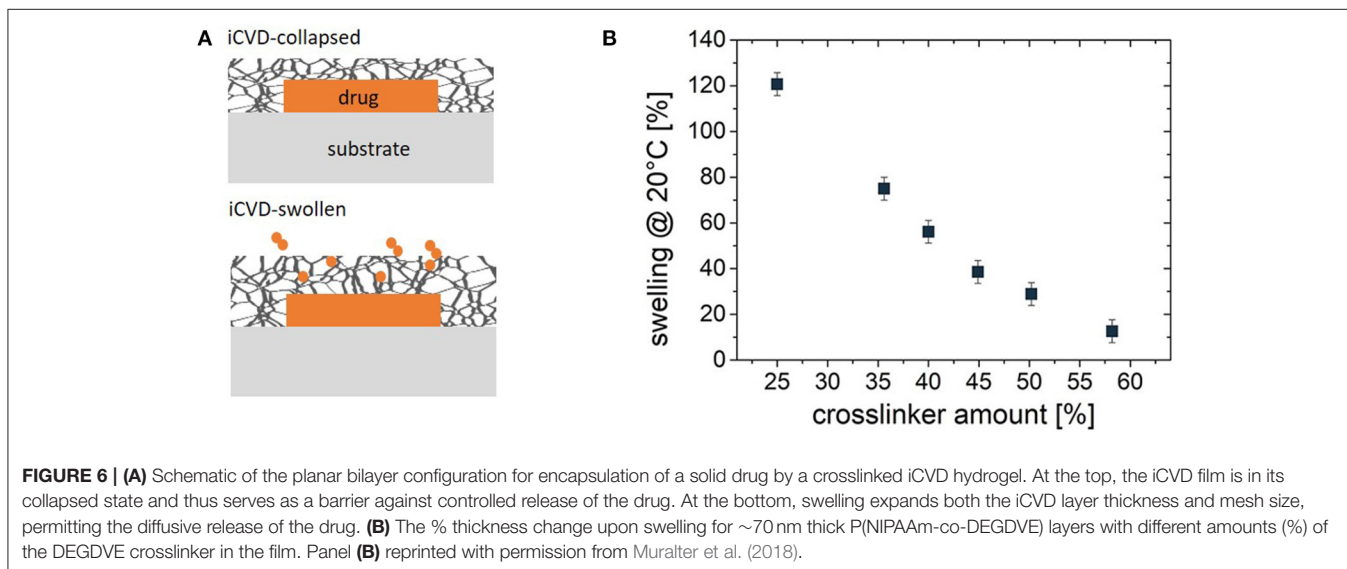 A
iCVD-collapsed
drug
substrate
iCVD-swollen
B
swelling @ 20°C [%]
140
120
100
80
60
40
20
0
25 30 35 40 45 50 55 60
crosslinker amount [%]
FIGURE 6 | (A) Schematic of the planar bilayer configuration for encapsulation of a solid drug by a crosslinked iCVD hydrogel. At the top, the iCVD film is in its
collapsed state and thus serves as a barrier against controlled release of the drug. At the bottom, swelling expands both the iCVD layer thickness and mesh size,
permitting the diffusive release of the drug. (B) The % thickness change upon swelling for ∼70 nm thick P(NIPAAm-co-DEGDVE) layers with different amounts (%) of
the DEGDVE crosslinker in the film. Panel (B) reprinted with permission from Muralter et al. (2018).